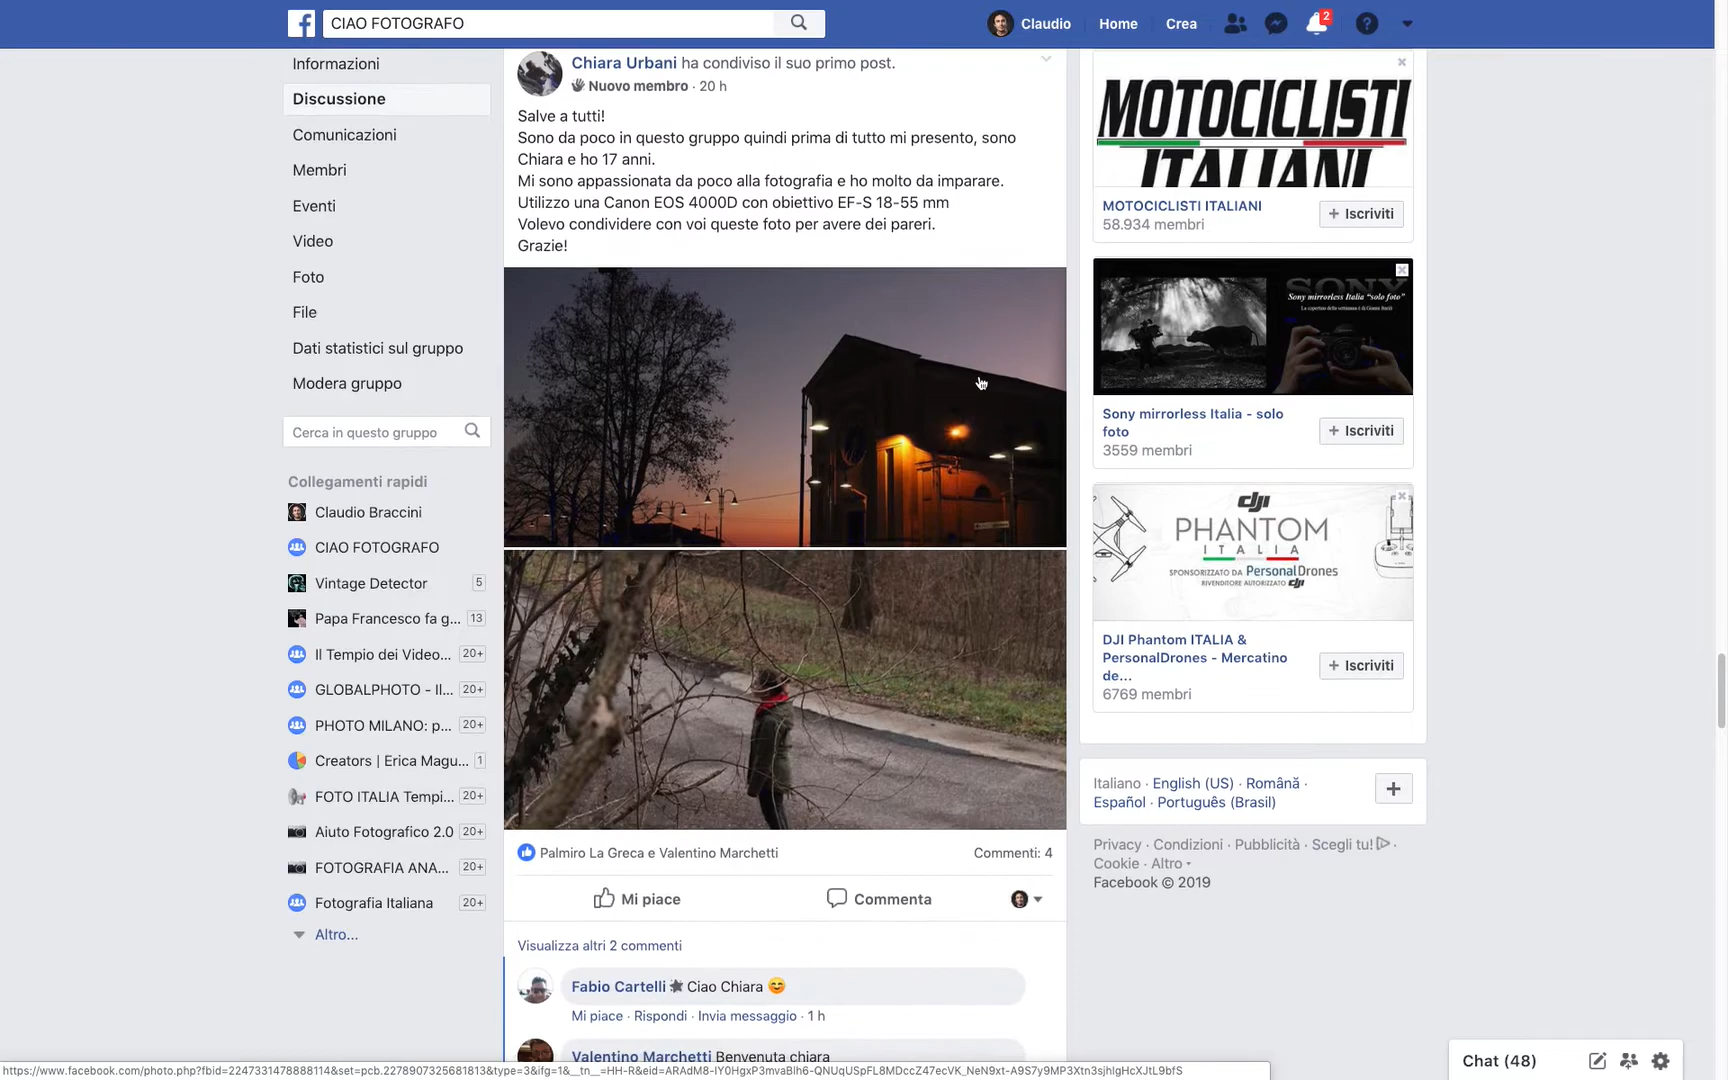 CIAO FOTOGRAFO
Claudio
Home
Crea
2
Informazioni
Discussione
Comunicazioni
Membri
Eventi
Video
Foto
File
Dati statistici sul gruppo
Modera gruppo
Cerca in questo gruppo
Collegamenti rapidi
Claudio Braccini
CIAO FOTOGRAFO
Vintage Detector 5
Papa Francesco fa g... 13
Il Tempio dei Video... 20+
GLOBALPHOTO - Il... 20+
PHOTO MILANO: p... 20+
Creators | Erica Magu... 1
FOTO ITALIA Tempi... 20+
Aiuto Fotografico 2.0 20+
FOTOGRAFIA ANA... 20+
Fotografia Italiana 20+
Altro...
Chiara Urbani ha condiviso il suo primo post.
Nuovo membro · 20 h
Salve a tutti!
Sono da poco in questo gruppo quindi prima di tutto mi presento, sono
Chiara e ho 17 anni.
Mi sono appassionata da poco alla fotografia e ho molto da imparare.
Utilizzo una Canon EOS 4000D con obiettivo EF-S 18-55 mm
Volevo condividere con voi queste foto per avere dei pareri.
Grazie!
Palmiro La Greca e Valentino Marchetti
Commenti: 4
Mi piace
Commenta
Visualizza altri 2 commenti
Fabio Cartelli Ciao Chiara 😊
Mi piace · Rispondi · Invia messaggio · 1 h
Valentino Marchetti Benvenuta chiara
MOTOCICLISTI
ITALIANI
MOTOCICLISTI ITALIANI
58.934 membri
+ Iscriviti
SONY
Sony mirrorless Italia "solo foto"
Sony mirrorless Italia - solo
foto
3559 membri
+ Iscriviti
dji
PHANTOM
ITALIA
SPONSORIZZATO DA PersonalDrones
RIVENDITORE AUTORIZZATO dji
DJI Phantom ITALIA &
PersonalDrones - Mercatino
de...
6769 membri
+ Iscriviti
Italiano · English (US) · Română ·
Español · Português (Brasil)
Privacy · Condizioni · Pubblicità · Scegli tu! ·
Cookie · Altro
Facebook © 2019
Chat (48)